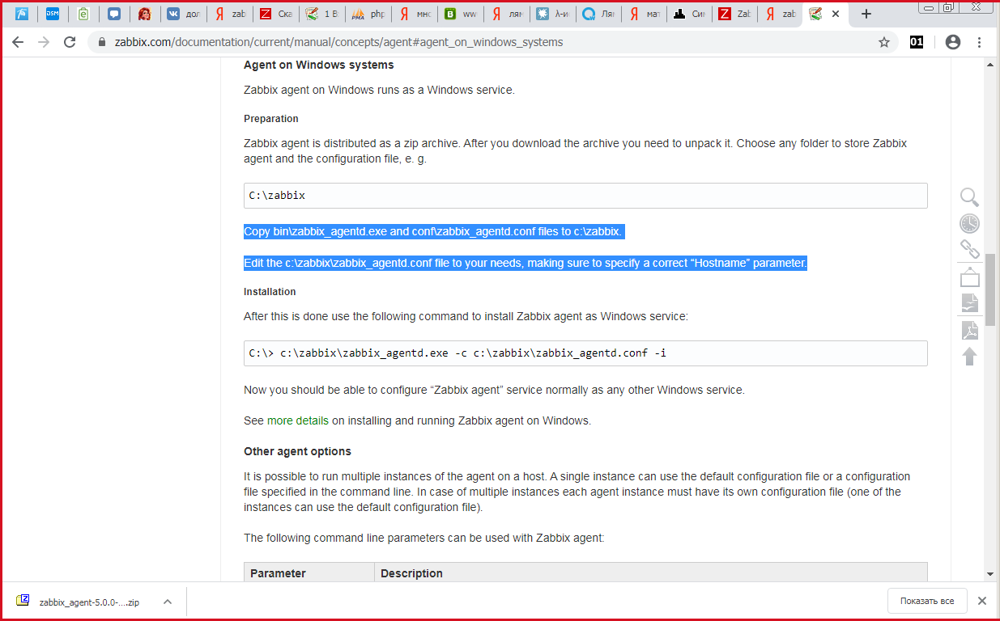 дол
zab
Ска
1 В
php
мно
ww
лям
λ-ис
Лям
мат
Син
Zab
zab
zabbix.com/documentation/current/manual/concepts/agent#agent_on_windows_systems
01
Agent on Windows systems
Zabbix agent on Windows runs as a Windows service.
Preparation
Zabbix agent is distributed as a zip archive. After you download the archive you need to unpack it. Choose any folder to store Zabbix
agent and the configuration file, e. g.
C:\zabbix
Copy bin\zabbix_agentd.exe and conf\zabbix_agentd.conf files to c:\zabbix.
Edit the c:\zabbix\zabbix_agentd.conf file to your needs, making sure to specify a correct “Hostname” parameter.
Installation
After this is done use the following command to install Zabbix agent as Windows service:
C:\> c:\zabbix\zabbix_agentd.exe -c c:\zabbix\zabbix_agentd.conf -i
Now you should be able to configure “Zabbix agent” service normally as any other Windows service.
See more details on installing and running Zabbix agent on Windows.
Other agent options
It is possible to run multiple instances of the agent on a host. A single instance can use the default configuration file or a configuration
file specified in the command line. In case of multiple instances each agent instance must have its own configuration file (one of the
instances can use the default configuration file).
The following command line parameters can be used with Zabbix agent:
Parameter Description
zabbix_agent-5.0.0-....zip
Показать все